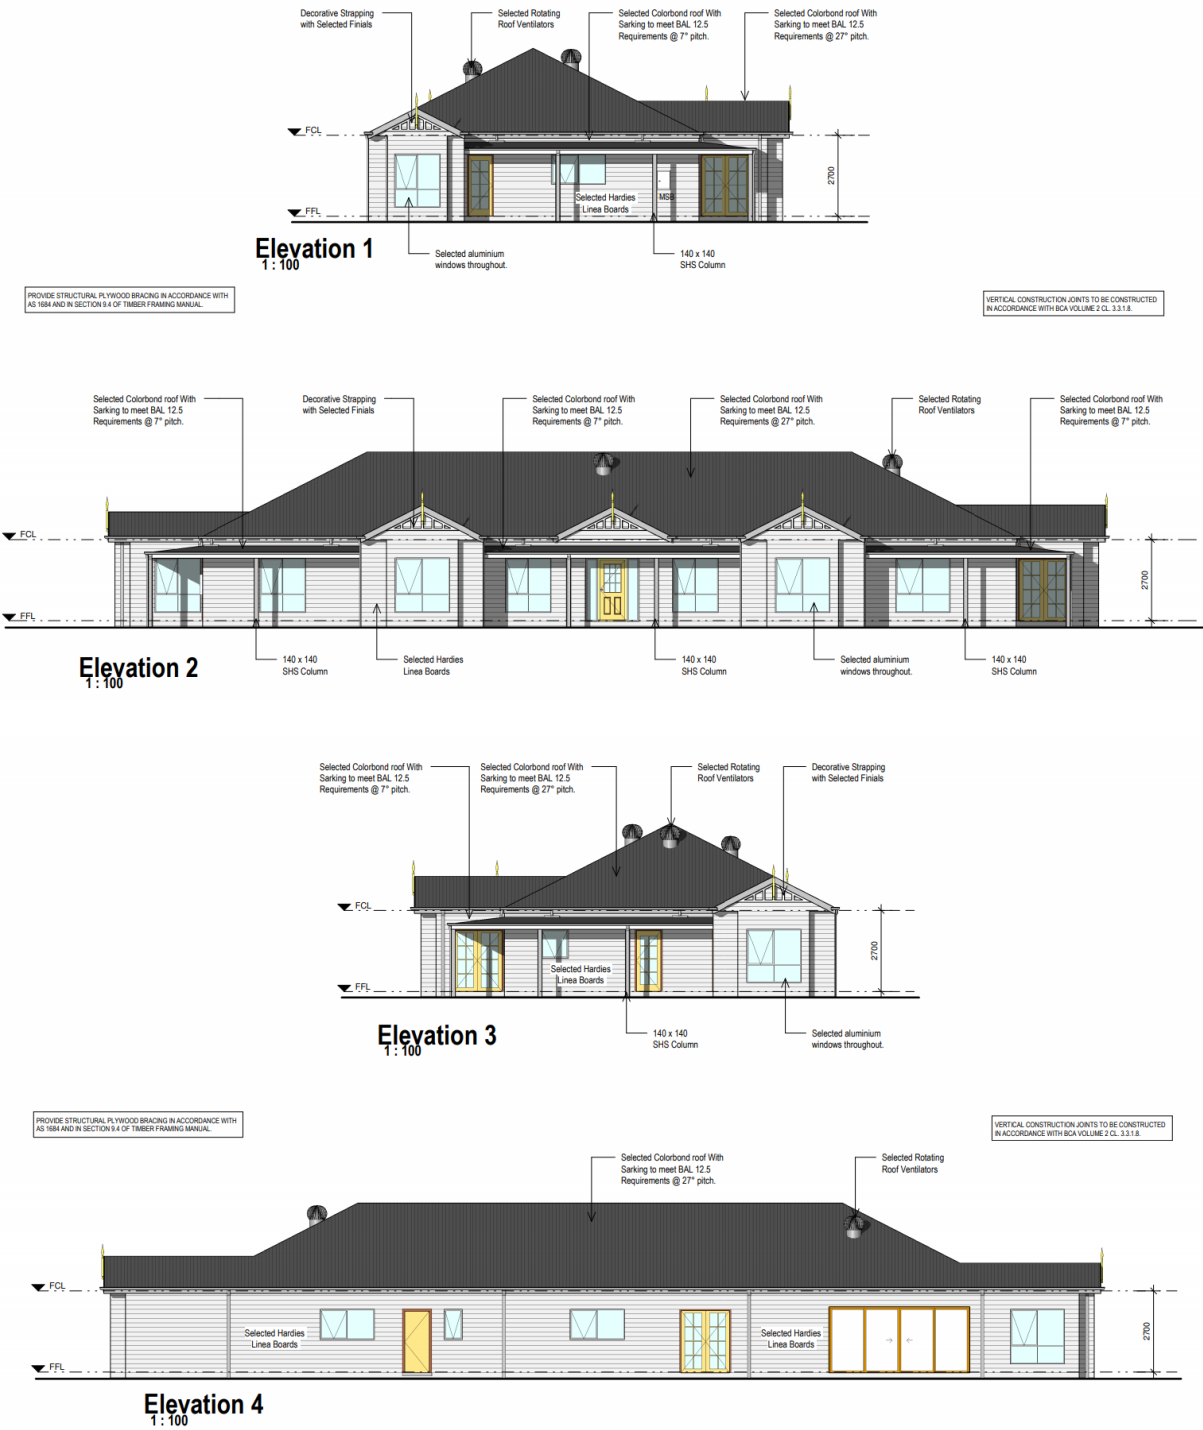 Decorative Strapping
with Selected Finials
Selected Rotating
Roof Ventilators
Selected Colorbond roof With
Sarking to meet BAL 12.5
Requirements @ 7° pitch.
Selected Colorbond roof With
Sarking to meet BAL 12.5
Requirements @ 27° pitch.
FCL
2700
MSB
Selected Hardies
Linea Boards
FFL
Elevation 1
1 : 100
Selected aluminium
windows throughout.
140 x 140
SHS Column
PROVIDE STRUCTURAL PLYWOOD BRACING IN ACCORDANCE WITH
AS 1684 AND IN SECTION 9.4 OF TIMBER FRAMING MANUAL.
VERTICAL CONSTRUCTION JOINTS TO BE CONSTRUCTED
IN ACCORDANCE WITH BCA VOLUME 2 CL. 3.3.1.8.
Selected Colorbond roof With
Sarking to meet BAL 12.5
Requirements @ 7° pitch.
Decorative Strapping
with Selected Finials
Selected Colorbond roof With
Sarking to meet BAL 12.5
Requirements @ 7° pitch.
Selected Colorbond roof With
Sarking to meet BAL 12.5
Requirements @ 27° pitch.
Selected Rotating
Roof Ventilators
Selected Colorbond roof With
Sarking to meet BAL 12.5
Requirements @ 7° pitch.
FCL
2700
FFL
Elevation 2
1 : 100
140 x 140
SHS Column
Selected Hardies
Linea Boards
140 x 140
SHS Column
Selected aluminium
windows throughout.
140 x 140
SHS Column
Selected Colorbond roof With
Sarking to meet BAL 12.5
Requirements @ 7° pitch.
Selected Colorbond roof With
Sarking to meet BAL 12.5
Requirements @ 27° pitch.
Selected Rotating
Roof Ventilators
Decorative Strapping
with Selected Finials
FCL
2700
Selected Hardies
Linea Boards
FFL
Elevation 3
1 : 100
140 x 140
SHS Column
Selected aluminium
windows throughout.
PROVIDE STRUCTURAL PLYWOOD BRACING IN ACCORDANCE WITH
AS 1684 AND IN SECTION 9.4 OF TIMBER FRAMING MANUAL.
VERTICAL CONSTRUCTION JOINTS TO BE CONSTRUCTED
IN ACCORDANCE WITH BCA VOLUME 2 CL. 3.3.1.8.
Selected Colorbond roof With
Sarking to meet BAL 12.5
Requirements @ 27° pitch.
Selected Rotating
Roof Ventilators
FCL
2700
Selected Hardies
Linea Boards
Selected Hardies
Linea Boards
FFL
Elevation 4
1 : 100